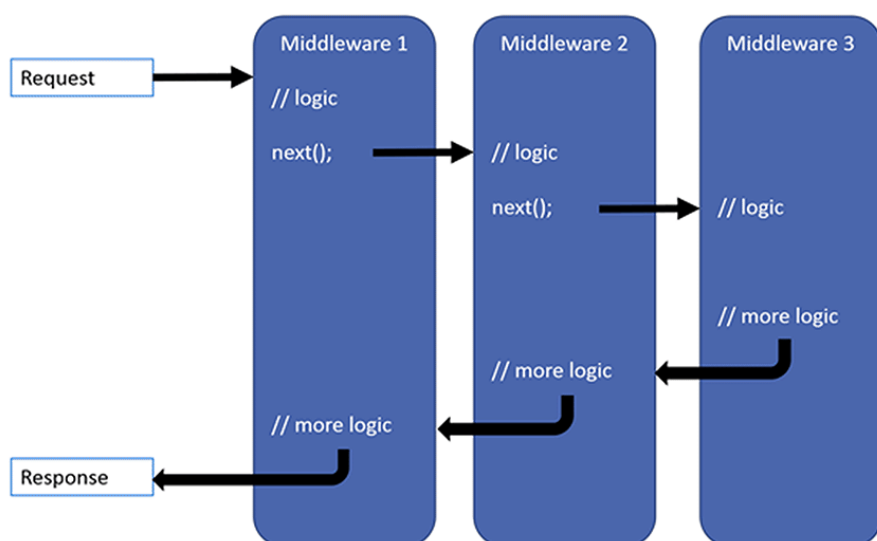 Middleware 1
Middleware 2
Middleware 3
Request
// logic
next();
// logic
next();
// logic
// more logic
// more logic
// more logic
Response